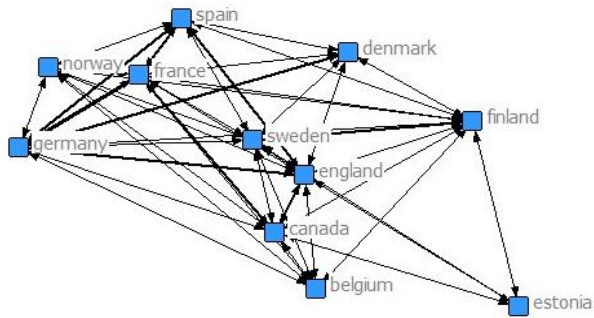 spain
denmark
norway
france
finland
germany
sweden
england
canada
belgium
estonia